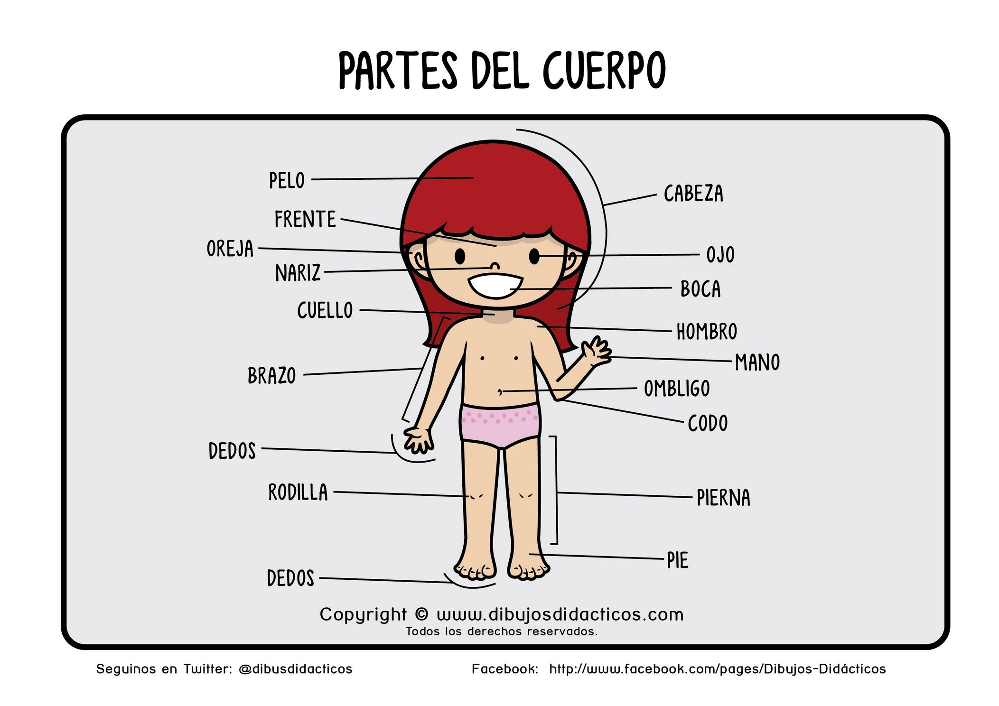 PARTES DEL CUERPO
PELO
CABEZA
FRENTE
OREJA
OJO
NARIZ
BOCA
CUELLO
HOMBRO
MANO
BRAZO
OMBLIGO
CODO
DEDOS
RODILLA
PIERNA
PIE
DEDOS
Copyright © www.dibujosdidacticos.com
Todos los derechos reservados.
Seguinos en Twitter: @dibusdidacticos
Facebook: http://www.facebook.com/pages/Dibujos-Didácticos